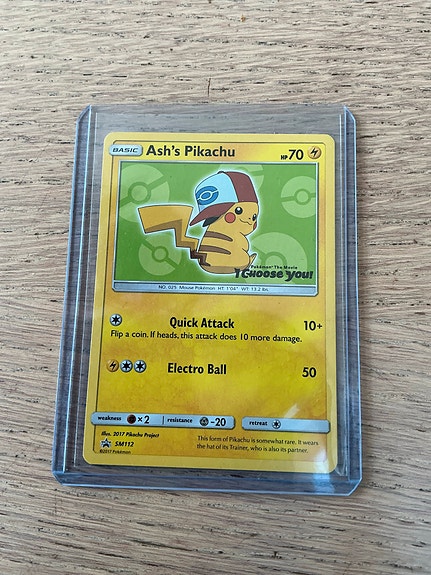 BASIC Ash's Pikachu HP 70
Pokémon The Movie
I Choose You!
NO. 025 Mouse Pokémon HT: 1'04" WT: 13.2 lbs.
Quick Attack 10+
Flip a coin. If heads, this attack does 10 more damage.
Electro Ball 50
weakness × 2 resistance -20 retreat
Illus. 2017 Pikachu Project
SM112
©2017 Pokémon
This form of Pikachu is somewhat rare. It wears
the hat of its Trainer, who is also its partner.